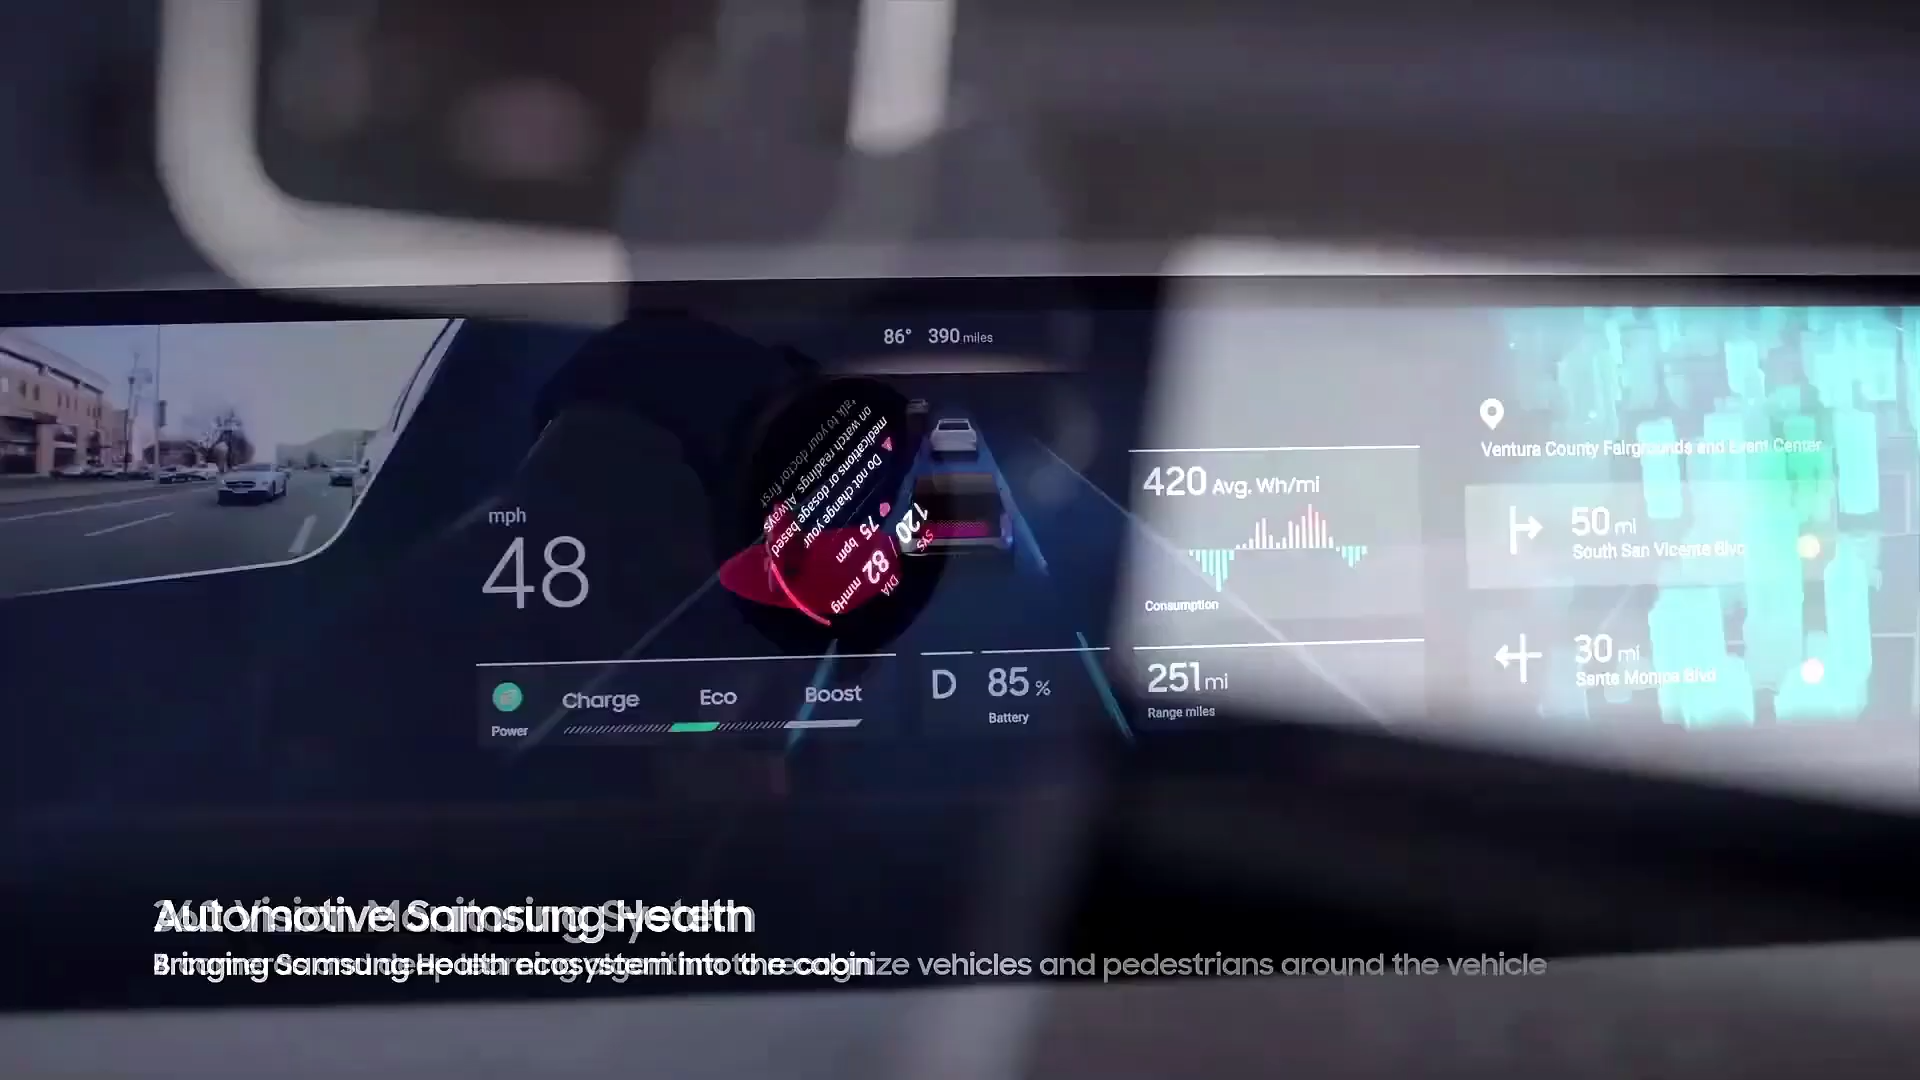 86° 390 miles
mph
48
Do not change your
medications or dosage based
on watch readings. Always
talk to your doctor first.
SYS DIA
120 / 82 mmHg
75 bpm
420 Avg. Wh/mi
Consumption
Ventura County Fairgrounds and Event Center
50 mi
South San Vicente Blvd
30 mi
Santa Monica Blvd
Power
Charge Eco Boost
D 85 %
Battery
251 mi
Range miles
Automotive Samsung Health
Bringing Samsung Health ecosystem into the cabin
Vision Monitoring System
vehicles and pedestrians around the vehicle